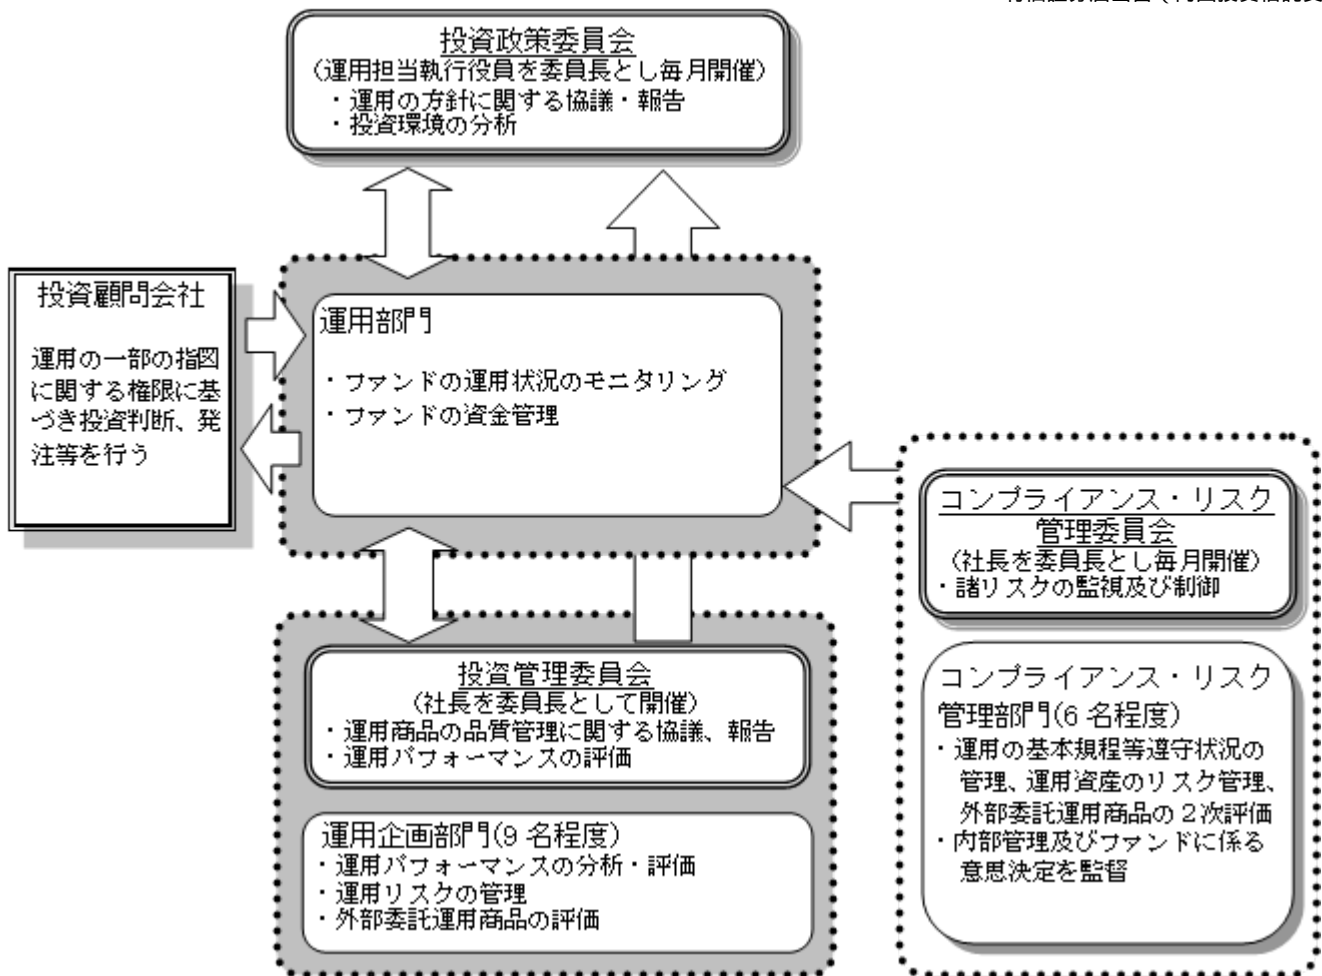 投資政策委員会
(運用担当執行役員を委員長とし毎月開催)
・運用の方針に関する協議・報告
・投資環境の分析
投資顧問会社
運用の一部の指図
に関する権限に基
づき投資判断、発
注等を行う
運用部門
・ファンドの運用状況のモニタリング
・ファンドの資金管理
コンプライアンス・リスク
管理委員会
(社長を委員長とし毎月開催)
・諸リスクの監視及び制御
コンプライアンス・リスク
管理部門(6 名程度)
・運用の基本規程等遵守状況の
管理、運用資産のリスク管理、
外部委託運用商品の 2 次評価
・内部管理及びファンドに係る
意思決定を監督
投資管理委員会
(社長を委員長として開催)
・運用商品の品質管理に関する協議、報告
・運用パフォーマンスの評価
運用企画部門(9 名程度)
・運用パフォーマンスの分析・評価
・運用リスクの管理
・外部委託運用商品の評価